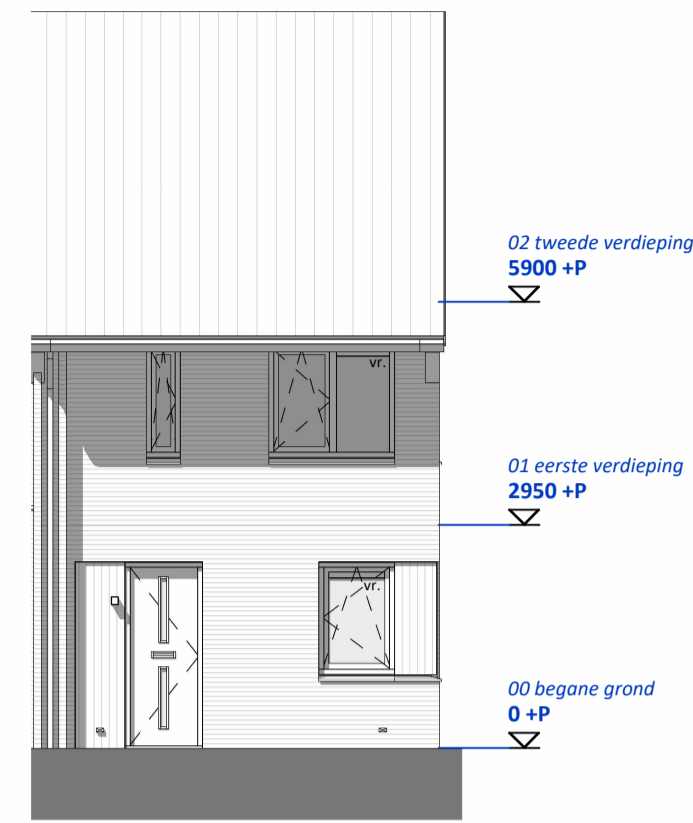 02 tweede verdieping
5900 +P
vr.
01 eerste verdieping
2950 +P
vr.
00 begane grond
0 +P